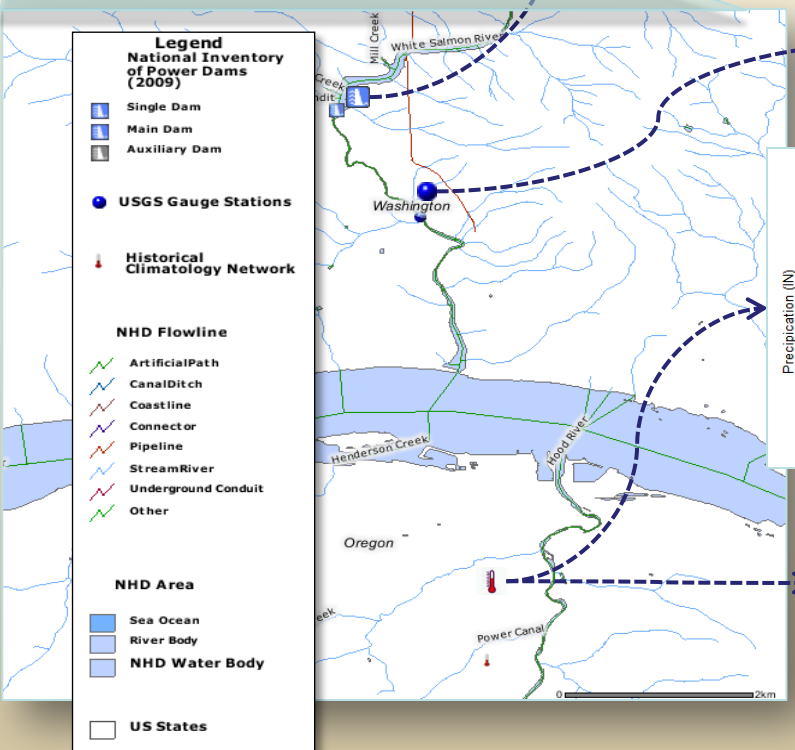 Legend
National Inventory
of Power Dams
(2009)
Single Dam
Main Dam
Auxiliary Dam
USGS Gauge Stations
Historical
Climatology Network
NHD Flowline
ArtificialPath
CanalDitch
Coastline
Connector
Pipeline
StreamRiver
Underground Conduit
Other
NHD Area
Sea Ocean
River Body
NHD Water Body
US States
Mill Creek
White Salmon River
Creek
ndit
Washington
Henderson Creek
Hood River
Oregon
eek
Power Canal
0
2km
Precipication (IN)